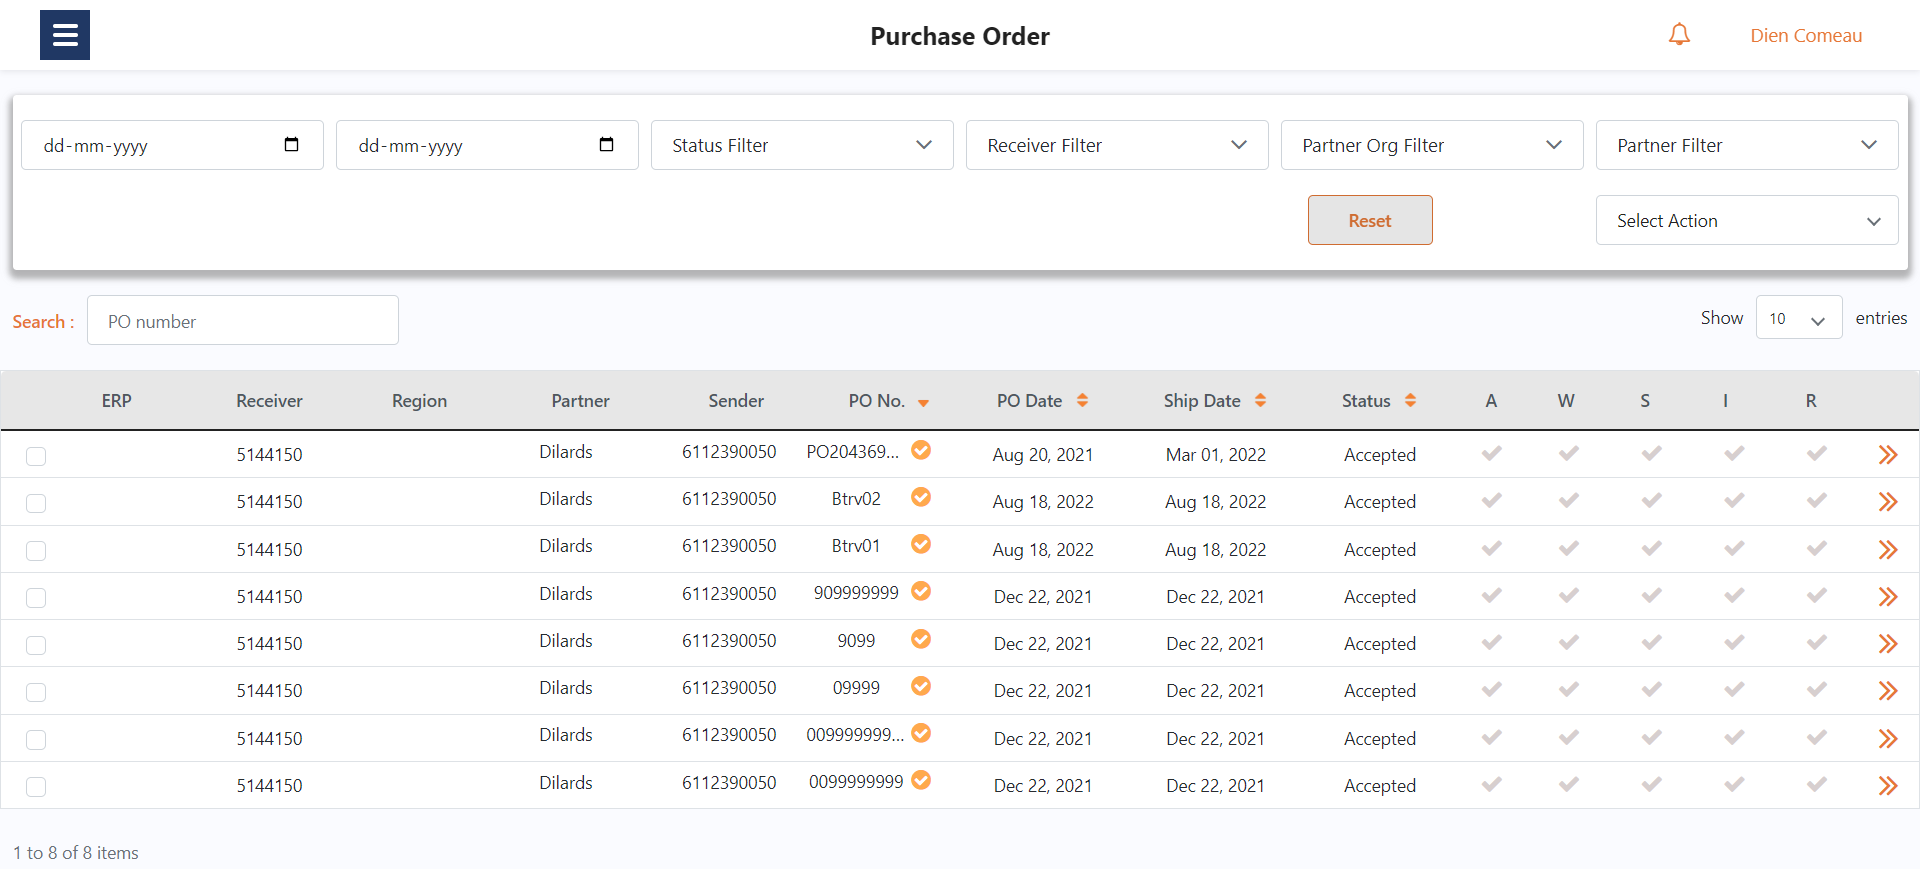 Purchase Order
Dien Comeau
dd-mm-yyyy dd-mm-yyyy Status Filter Receiver Filter Partner Org Filter Partner Filter
Reset Select Action
Search : PO number Show 10 entries
ERP Receiver Region Partner Sender PO No. PO Date Ship Date Status A W S I R
5144150 Dilards 6112390050 PO204369... Aug 20, 2021 Mar 01, 2022 Accepted
5144150 Dilards 6112390050 Btrv02 Aug 18, 2022 Aug 18, 2022 Accepted
5144150 Dilards 6112390050 Btrv01 Aug 18, 2022 Aug 18, 2022 Accepted
5144150 Dilards 6112390050 909999999 Dec 22, 2021 Dec 22, 2021 Accepted
5144150 Dilards 6112390050 9099 Dec 22, 2021 Dec 22, 2021 Accepted
5144150 Dilards 6112390050 09999 Dec 22, 2021 Dec 22, 2021 Accepted
5144150 Dilards 6112390050 009999999... Dec 22, 2021 Dec 22, 2021 Accepted
5144150 Dilards 6112390050 0099999999 Dec 22, 2021 Dec 22, 2021 Accepted
1 to 8 of 8 items